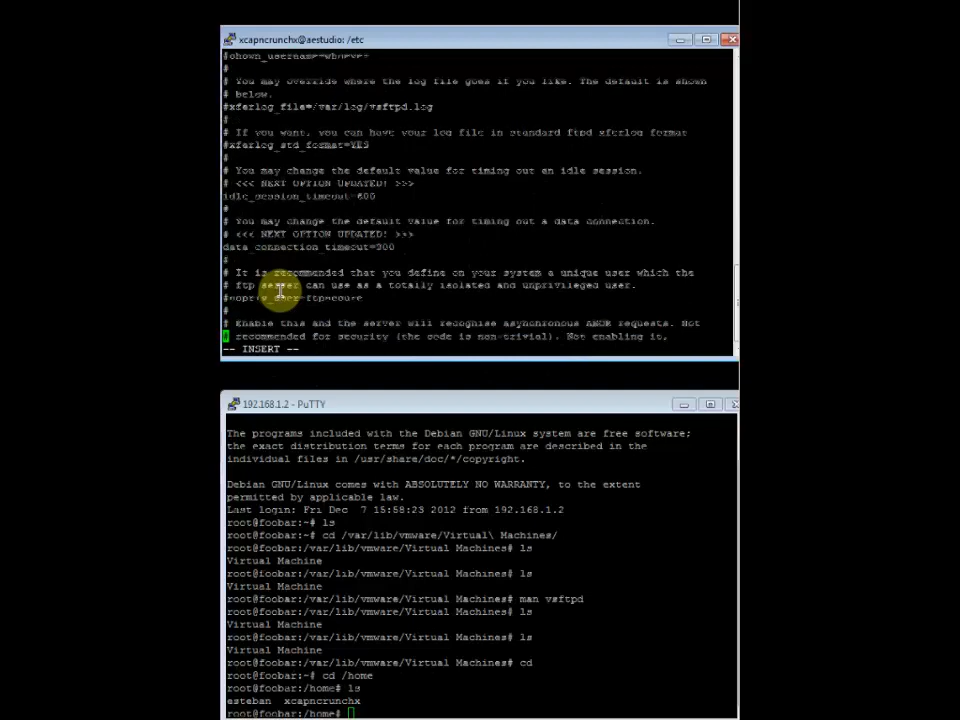 xcapncrunchx@aestudio: /etc
#chown_username=whoever
#
# You may override where the log file goes if you like. The default is shown
# below.
#xferlog_file=/var/log/vsftpd.log
#
# If you want, you can have your log file in standard ftpd xferlog format
#xferlog_std_format=YES
#
# You may change the default value for timing out an idle session.
# <<< NEXT OPTION UPDATED! >>>
idle_session_timeout=600
#
# You may change the default value for timing out a data connection.
# <<< NEXT OPTION UPDATED! >>>
data_connection_timeout=300
#
# It is recommended that you define on your system a unique user which the
# ftp server can use as a totally isolated and unprivileged user.
#nopriv_user=ftpsecure
#
# Enable this and the server will recognise asynchronous ABOR requests. Not
# recommended for security (the code is non-trivial). Not enabling it,
-- INSERT --
192.168.1.2 - PuTTY
The programs included with the Debian GNU/Linux system are free software;
the exact distribution terms for each program are described in the
individual files in /usr/share/doc/*/copyright.
Debian GNU/Linux comes with ABSOLUTELY NO WARRANTY, to the extent
permitted by applicable law.
Last login: Fri Dec  7 15:58:23 2012 from 192.168.1.2
root@foobar:~# ls
root@foobar:~# cd /var/lib/vmware/Virtual\ Machines/
root@foobar:/var/lib/vmware/Virtual Machines# ls
Virtual Machine
root@foobar:/var/lib/vmware/Virtual Machines# ls
Virtual Machine
root@foobar:/var/lib/vmware/Virtual Machines# man vsftpd
root@foobar:/var/lib/vmware/Virtual Machines# ls
Virtual Machine
root@foobar:/var/lib/vmware/Virtual Machines# ls
Virtual Machine
root@foobar:/var/lib/vmware/Virtual Machines# cd
root@foobar:~# cd /home
root@foobar:/home# ls
esteban  xcapncrunchx
root@foobar:/home#